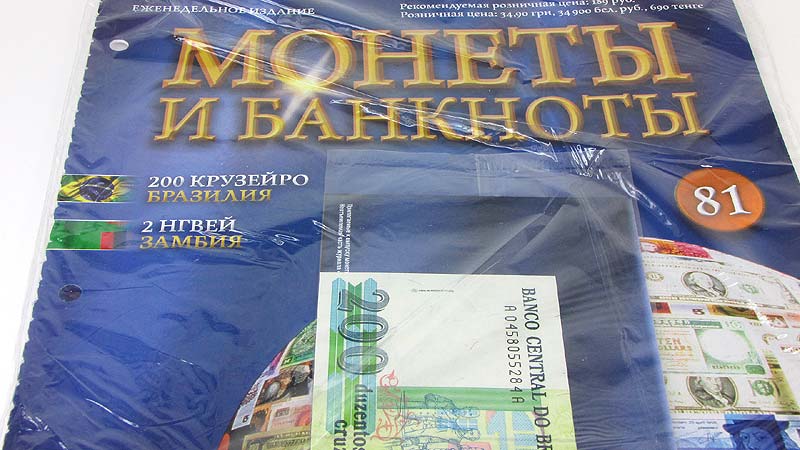 ЕЖЕНЕДЕЛЬНОЕ ИЗДАНИЕ
Рекомендуемая розничная цена: 189 руб.
Розничная цена: 34,90 грн, 34 900 бел. руб., 690 тенге
МОНЕТЫ
И БАНКНОТЫ
200 КРУЗЕЙРО
БРАЗИЛИЯ
2 НГВЕЙ
ЗАМБИЯ
81
BANCO CENTRAL DO BR
A 0458055284 A
200
duzentos
cruz